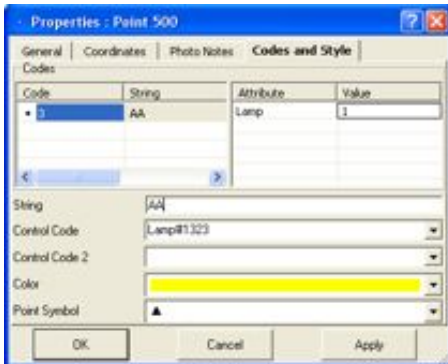 Properties : Point 500
General Coordinates Photo Notes Codes and Style
Codes
Code String Attribute Value
3 AA Lamp 1
String AA
Control Code Lamp#1323
Control Code 2
Color
Point Symbol
OK Cancel Apply